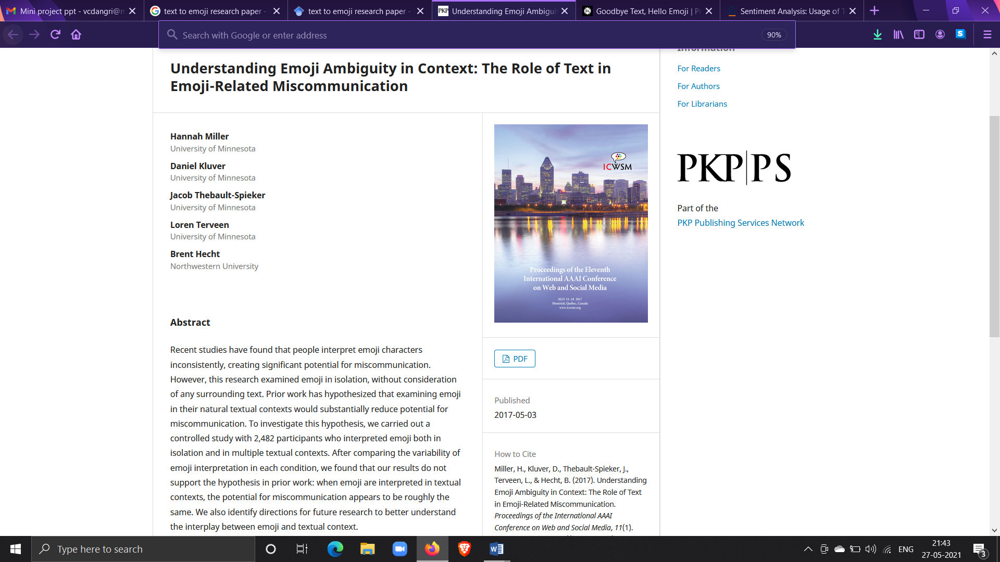 Mini project ppt - vcdangri@n
text to emoji research paper -
text to emoji research paper -
PKP Understanding Emoji Ambigui
Goodbye Text, Hello Emoji | P
Sentiment Analysis: Usage of T
Search with Google or enter address
90%
S
Information
For Readers
For Authors
For Librarians
Understanding Emoji Ambiguity in Context: The Role of Text in
Emoji-Related Miscommunication
Hannah Miller
University of Minnesota
Daniel Kluver
University of Minnesota
Jacob Thebault-Spieker
University of Minnesota
Loren Terveen
University of Minnesota
Brent Hecht
Northwestern University
Abstract
Recent studies have found that people interpret emoji characters
inconsistently, creating significant potential for miscommunication.
However, this research examined emoji in isolation, without consideration
of any surrounding text. Prior work has hypothesized that examining emoji
in their natural textual contexts would substantially reduce potential for
miscommunication. To investigate this hypothesis, we carried out a
controlled study with 2,482 participants who interpreted emoji both in
isolation and in multiple textual contexts. After comparing the variability of
emoji interpretation in each condition, we found that our results do not
support the hypothesis in prior work: when emoji are interpreted in textual
contexts, the potential for miscommunication appears to be roughly the
same. We also identify directions for future research to better understand
the interplay between emoji and textual context.
ICWSM
Proceedings of the Eleventh
International AAAI Conference
on Web and Social Media
MAY 15–18 2017
Montréal, Québec, Canada
www.icwsm.org
PDF
Published
2017-05-03
How to Cite
Miller, H., Kluver, D., Thebault-Spieker, J.,
Terveen, L., & Hecht, B. (2017). Understanding
Emoji Ambiguity in Context: The Role of Text
in Emoji-Related Miscommunication.
Proceedings of the International AAAI
Conference on Web and Social Media, 11(1).
PKP|PS
Part of the
PKP Publishing Services Network
Type here to search
ENG
21:43
27-05-2021
3